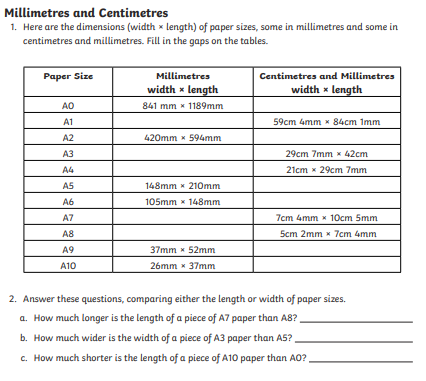 Millimetres and Centimetres
1. Here are the dimensions (width × length) of paper sizes, some in millimetres and some in
centimetres and millimetres. Fill in the gaps on the tables.
Paper Size Millimetres width × length Centimetres and Millimetres width × length
A0 841 mm × 1189mm
A1 59cm 4mm × 84cm 1mm
A2 420mm × 594mm
A3 29cm 7mm × 42cm
A4 21cm × 29cm 7mm
A5 148mm × 210mm
A6 105mm × 148mm
A7 7cm 4mm × 10cm 5mm
A8 5cm 2mm × 7cm 4mm
A9 37mm × 52mm
A10 26mm × 37mm
2. Answer these questions, comparing either the length or width of paper sizes.
a. How much longer is the length of a piece of A7 paper than A8?
b. How much wider is the width of a piece of A3 paper than A5?
c. How much shorter is the length of a piece of A10 paper than A0?